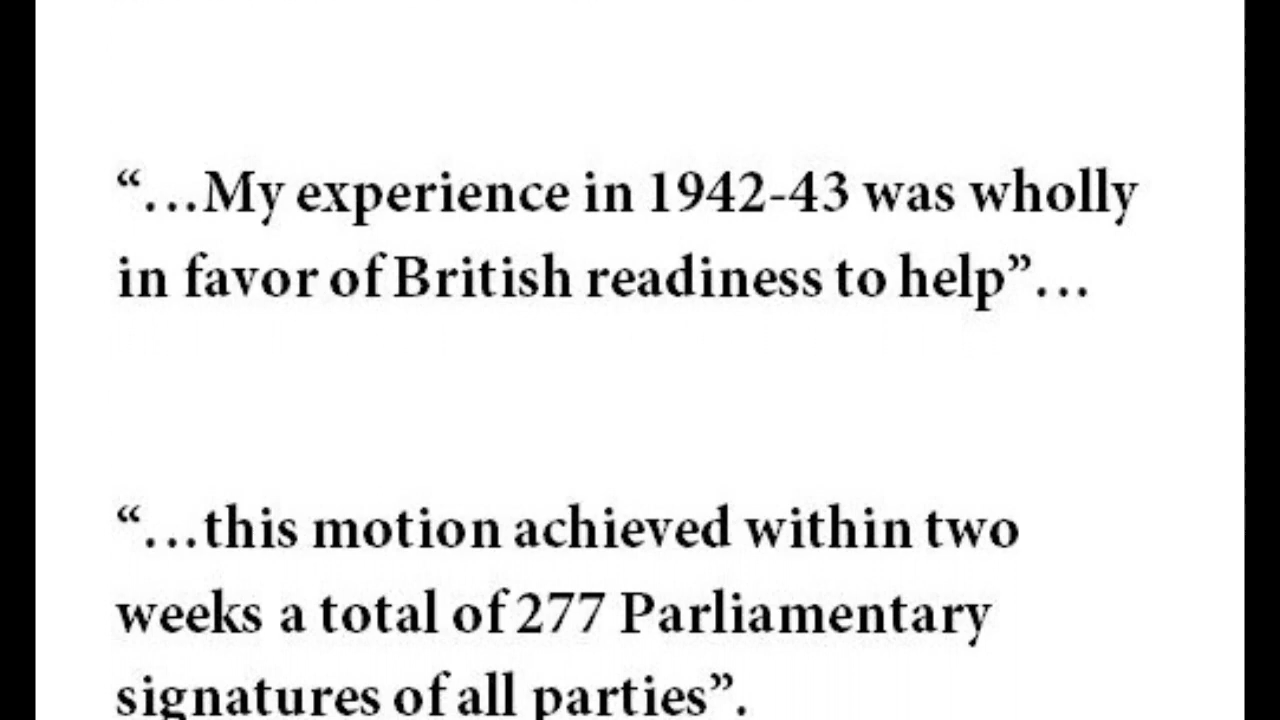 “…My experience in 1942-43 was wholly
in favor of British readiness to help”…
“…this motion achieved within two
weeks a total of 277 Parliamentary
signatures of all parties”.